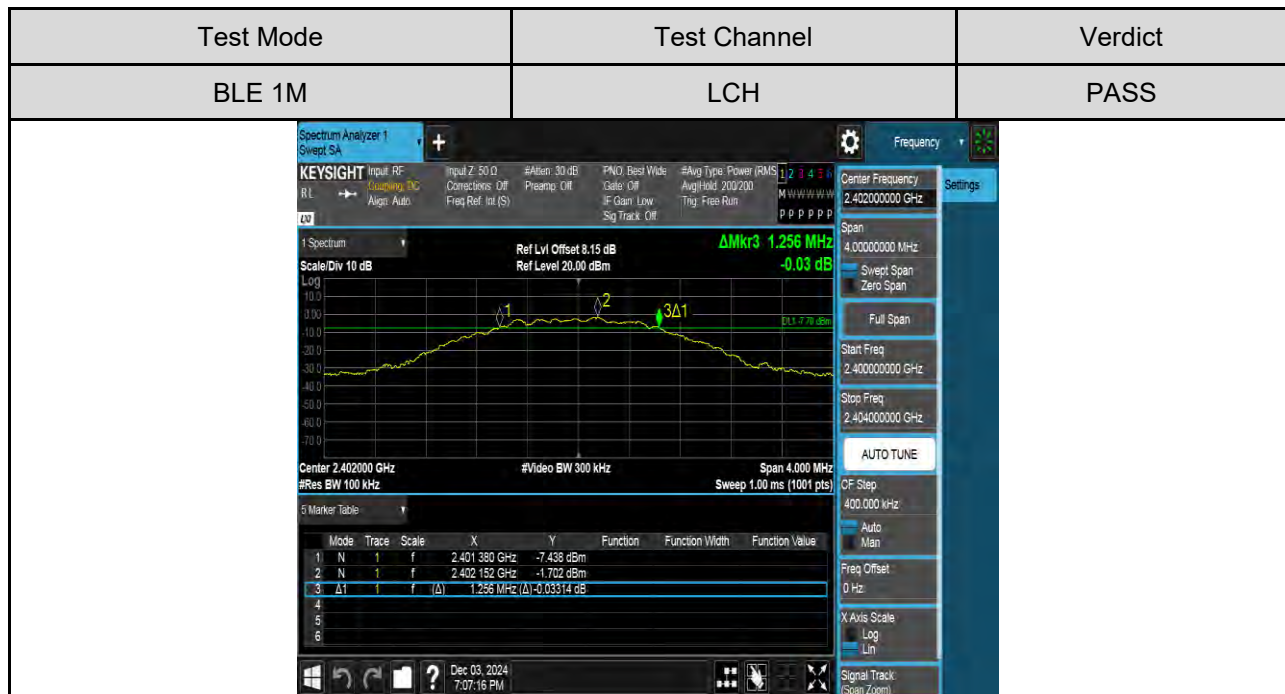 Test Mode Test Channel Verdict
BLE 1M LCH PASS
Spectrum Analyzer 1
Swept SA
+
Frequency
KEYSIGHT Input: RF Input Z: 50 Ω #Atten: 30 dB PNO: Best Wide #Avg Type: Power (RMS 1 2 3 4 5 6
RL Coupling: DC Corrections: Off Preamp: Off Gate: Off Avg|Hold: 200/200 M W W W W W
Align: Auto Freq Ref: Int (S) IF Gain: Low Trig: Free Run
Sig Track: Off P P P P P P
LXI
Settings
1 Spectrum
Ref Lvl Offset 8.15 dB
ΔMkr3 1.256 MHz
Scale/Div 10 dB
Ref Level 20.00 dBm
-0.03 dB
Log
10.0
0.00
-10.0
-20.0
-30.0
-40.0
-50.0
-60.0
-70.0
1
2
3Δ1
DL1 -7.70 dBm
Center 2.402000 GHz #Video BW 300 kHz Span 4.000 MHz
#Res BW 100 kHz Sweep 1.00 ms (1001 pts)
5 Marker Table
Mode Trace Scale X Y Function Function Width Function Value
1 N 1 f 2.401 380 GHz -7.438 dBm
2 N 1 f 2.402 152 GHz -1.702 dBm
3 Δ1 1 f (Δ) 1.256 MHz (Δ) -0.03314 dB
4
5
6
?
Dec 03, 2024
7:07:16 PM
Center Frequency
2.402000000 GHz
Span
4.00000000 MHz
Swept Span
Zero Span
Full Span
Start Freq
2.400000000 GHz
Stop Freq
2.404000000 GHz
AUTO TUNE
CF Step
400.000 kHz
Auto
Man
Freq Offset
0 Hz
X Axis Scale
Log
Lin
Signal Track
(Span Zoom)